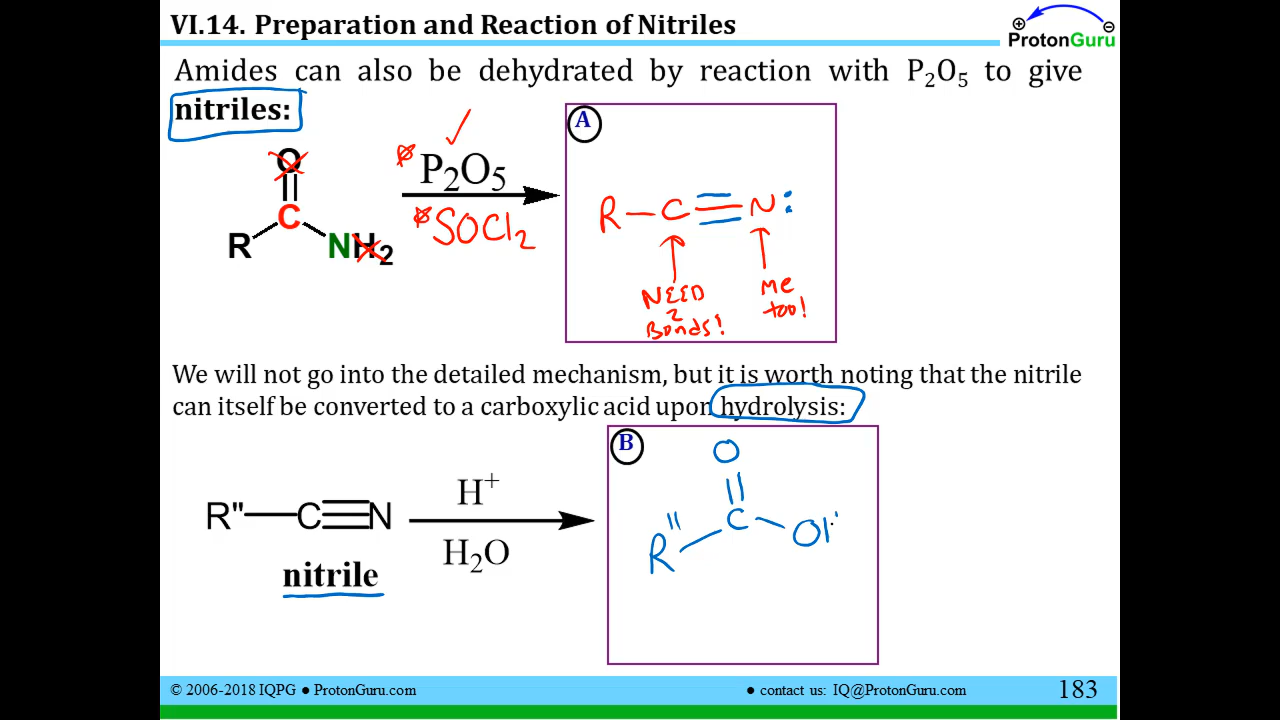 VI.14. Preparation and Reaction of Nitriles
ProtonGuru
Amides can also be dehydrated by reaction with P₂O₅ to give
nitriles:
A
O
P₂O₅
C
R
NH₂
SOCl₂
R-C≡N:
NEED
2
Bonds!
Me
too!
We will not go into the detailed mechanism, but it is worth noting that the nitrile
can itself be converted to a carboxylic acid upon hydrolysis:
B
O
H⁺
R"—C≡N
H₂O
C
R"
O
nitrile
© 2006-2018 IQPG ● ProtonGuru.com
● contact us: IQ@ProtonGuru.com
183